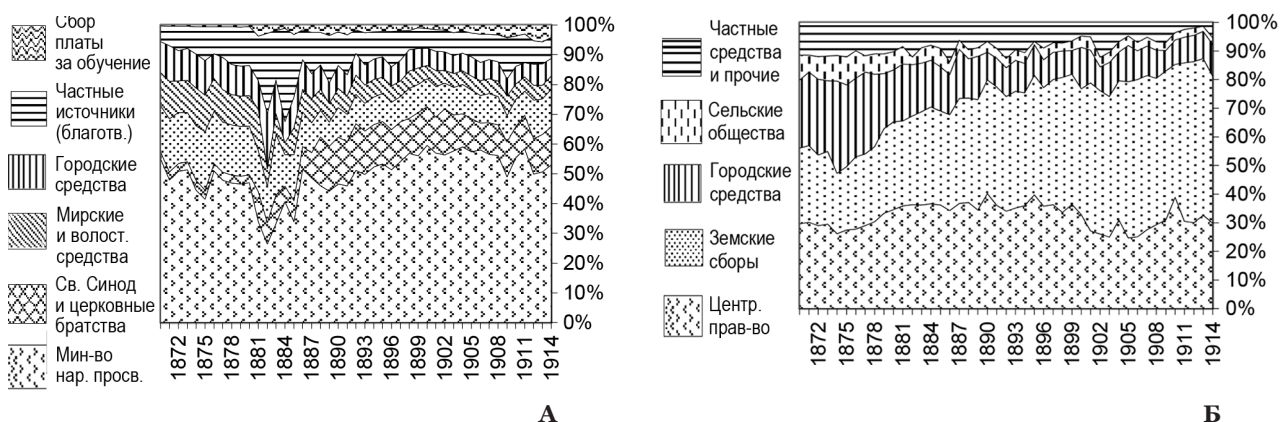 Сбор
платы
за обучение
Частные
источники
(благотв.)
Городские
средства
Мирские
и волост.
средства
Св. Синод
и церковные
братства
Мин-во
нар. просв.
100%
90%
80%
70%
60%
50%
40%
30%
20%
10%
0%
1872
1875
1878
1881
1884
1887
1890
1893
1896
1899
1902
1905
1908
1911
1914
А
Частные
средства
и прочие
Сельские
общества
Городские
средства
Земские
сборы
Центр.
прав-во
100%
90%
80%
70%
60%
50%
40%
30%
20%
10%
0%
1872
1875
1878
1881
1884
1887
1890
1893
1896
1899
1902
1905
1908
1911
1914
Б